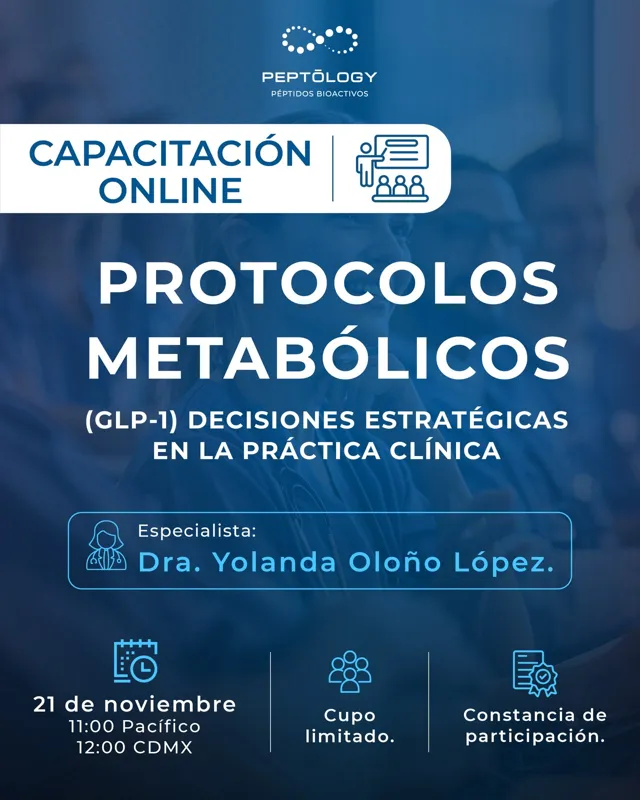 PEPTŌLOGY
PÉPTIDOS BIOACTIVOS
CAPACITACIÓN
ONLINE
PROTOCOLOS
METABÓLICOS
(GLP-1) DECISIONES ESTRATÉGICAS
EN LA PRÁCTICA CLÍNICA
Especialista:
Dra. Yolanda Oloño López.
21 de noviembre
11:00 Pacífico
12:00 CDMX
Cupo
limitado.
Constancia de
participación.